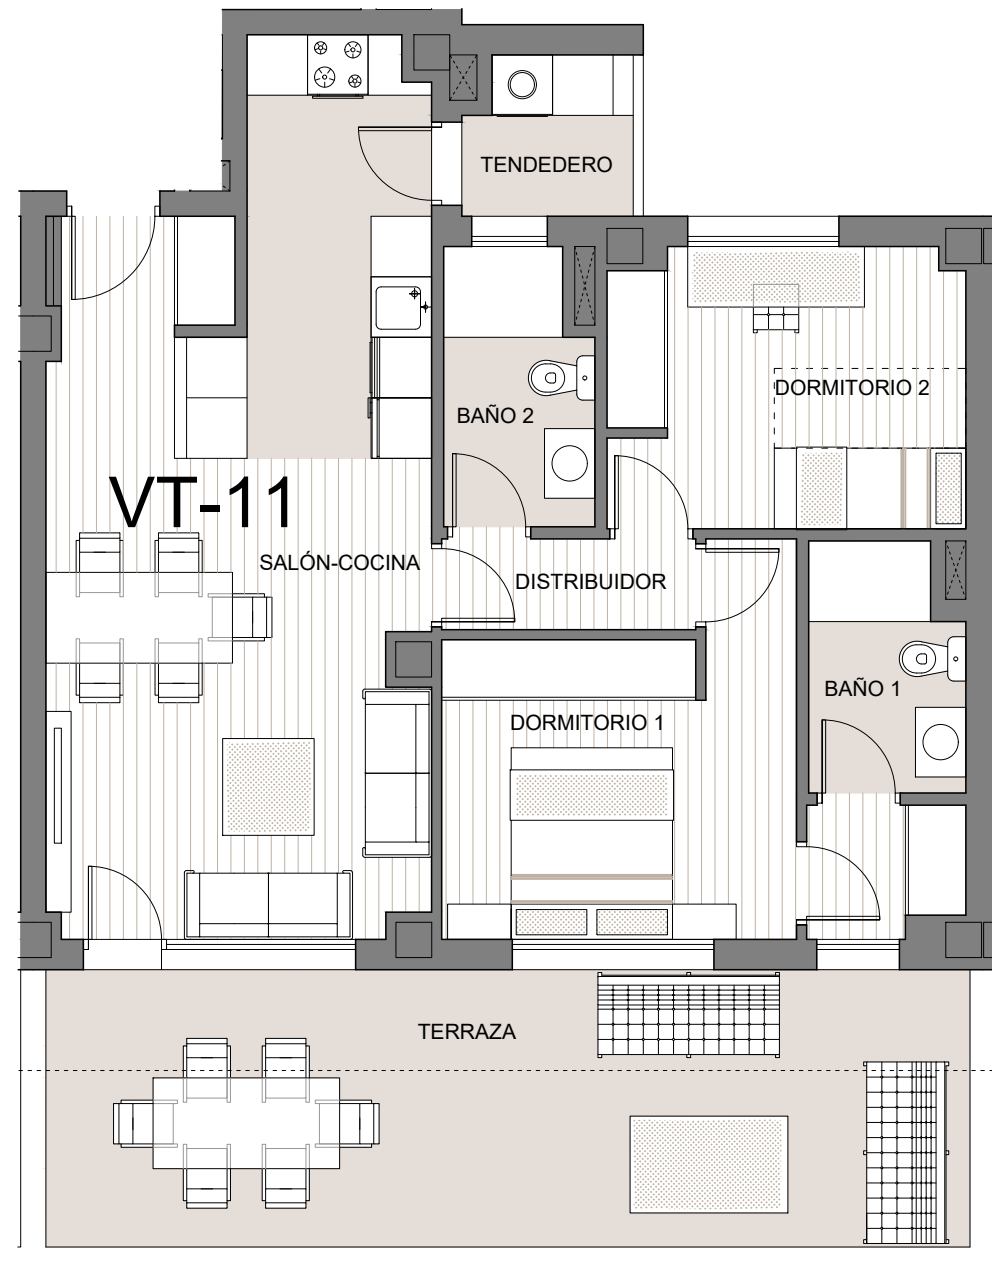 TENDEDERO
DORMITORIO 2
BAÑO 2
VT-11
SALÓN-COCINA
DISTRIBUIDOR
BAÑO 1
DORMITORIO 1
TERRAZA